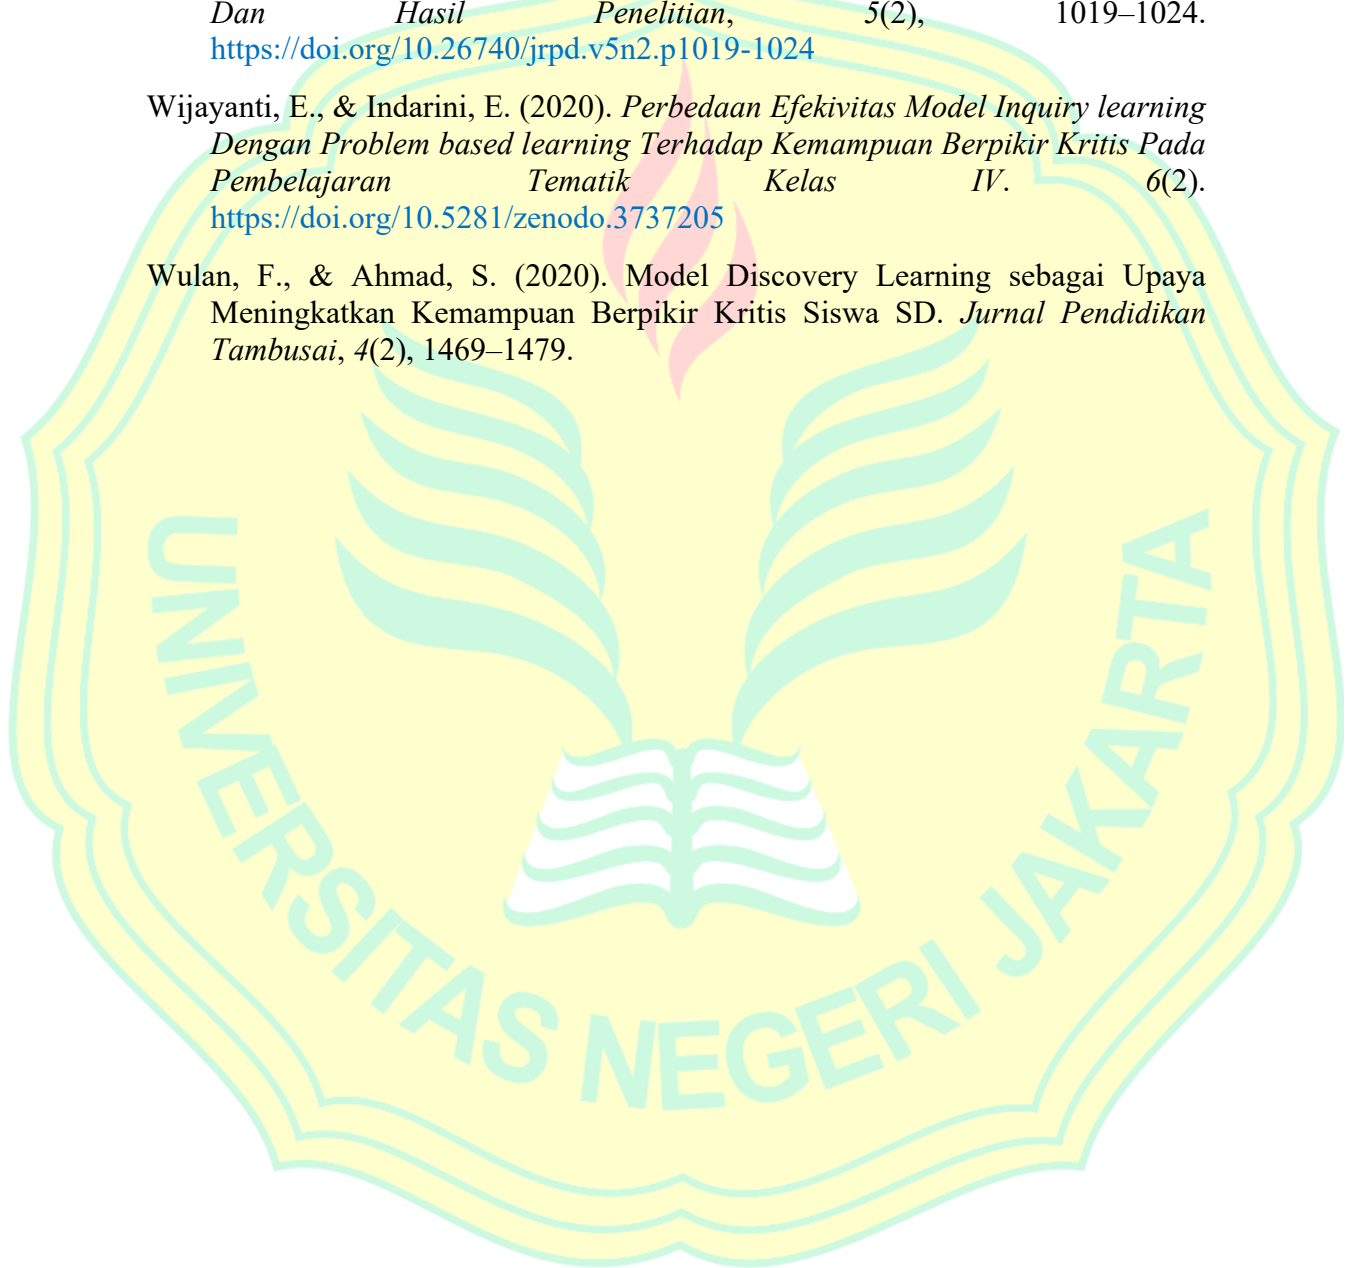 Dan Hasil Penelitian, 5(2), 1019–1024.
https://doi.org/10.26740/jrpd.v5n2.p1019-1024
Wijayanti, E., & Indarini, E. (2020). Perbedaan Efekivitas Model Inquiry learning
Dengan Problem based learning Terhadap Kemampuan Berpikir Kritis Pada
Pembelajaran Tematik Kelas IV. 6(2).
https://doi.org/10.5281/zenodo.3737205
Wulan, F., & Ahmad, S. (2020). Model Discovery Learning sebagai Upaya
Meningkatkan Kemampuan Berpikir Kritis Siswa SD. Jurnal Pendidikan
Tambusai, 4(2), 1469–1479.
UNIVERSITAS NEGERI JAKARTA